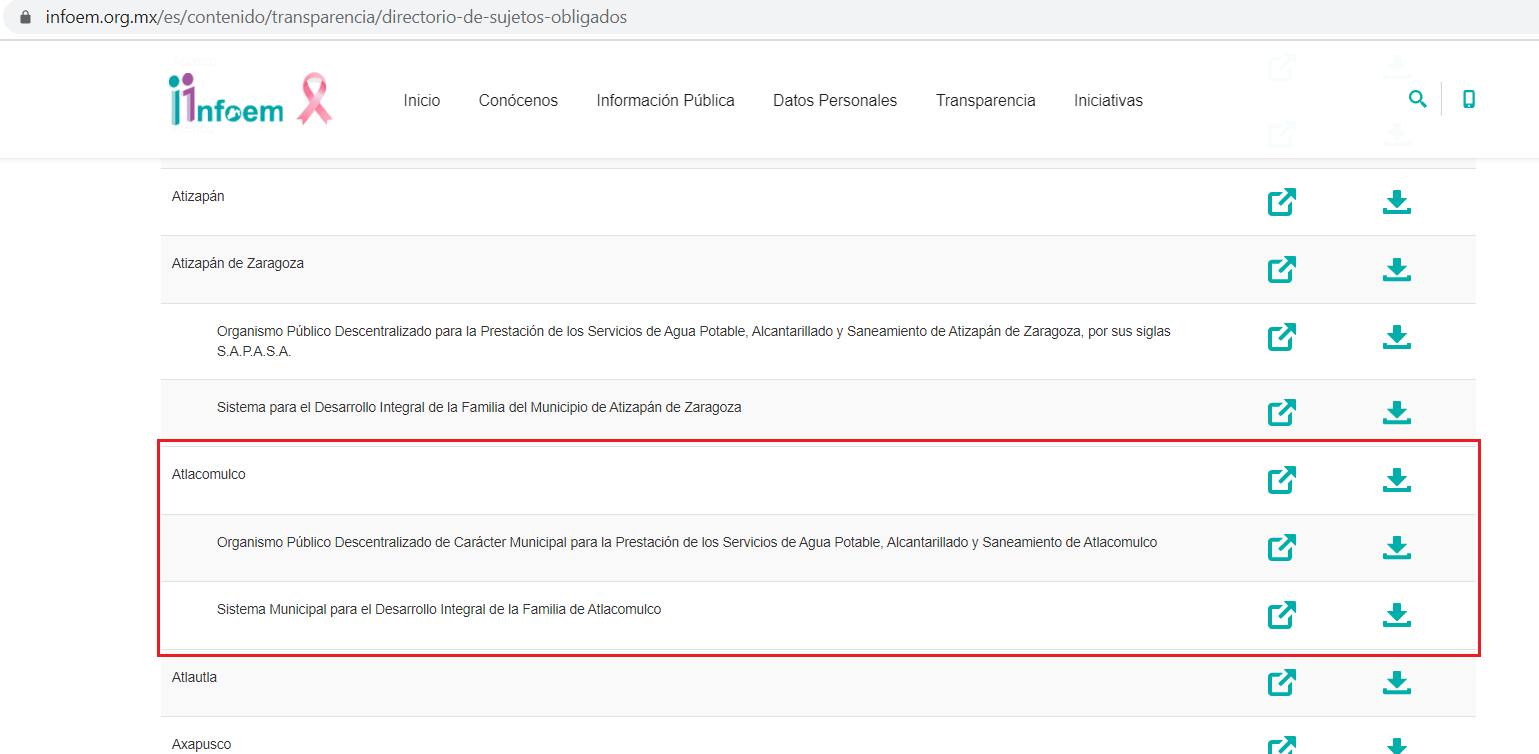 infoem.org.mx/es/contenido/transparencia/directorio-de-sujetos-obligados
infoem
Inicio
Conócenos
Información Pública
Datos Personales
Transparencia
Iniciativas
Atizapán
Atizapán de Zaragoza
Organismo Público Descentralizado para la Prestación de los Servicios de Agua Potable, Alcantarillado y Saneamiento de Atizapán de Zaragoza, por sus siglas
S.A.P.A.S.A.
Sistema para el Desarrollo Integral de la Familia del Municipio de Atizapán de Zaragoza
Atlacomulco
Organismo Público Descentralizado de Carácter Municipal para la Prestación de los Servicios de Agua Potable, Alcantarillado y Saneamiento de Atlacomulco
Sistema Municipal para el Desarrollo Integral de la Familia de Atlacomulco
Atlautla
Axapusco